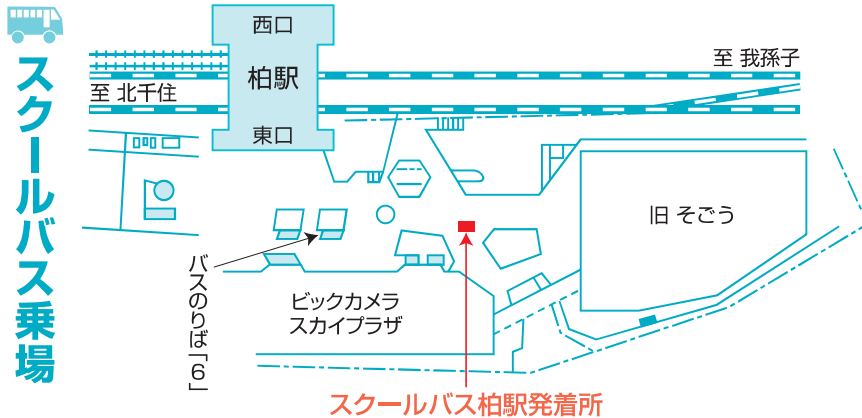 スクールバス乗場
西口
柏駅
東口
至 我孫子
至 北千住
旧 そごう
バスのりば「6」
ビックカメラ
スカイプラザ
スクールバス柏駅発着所